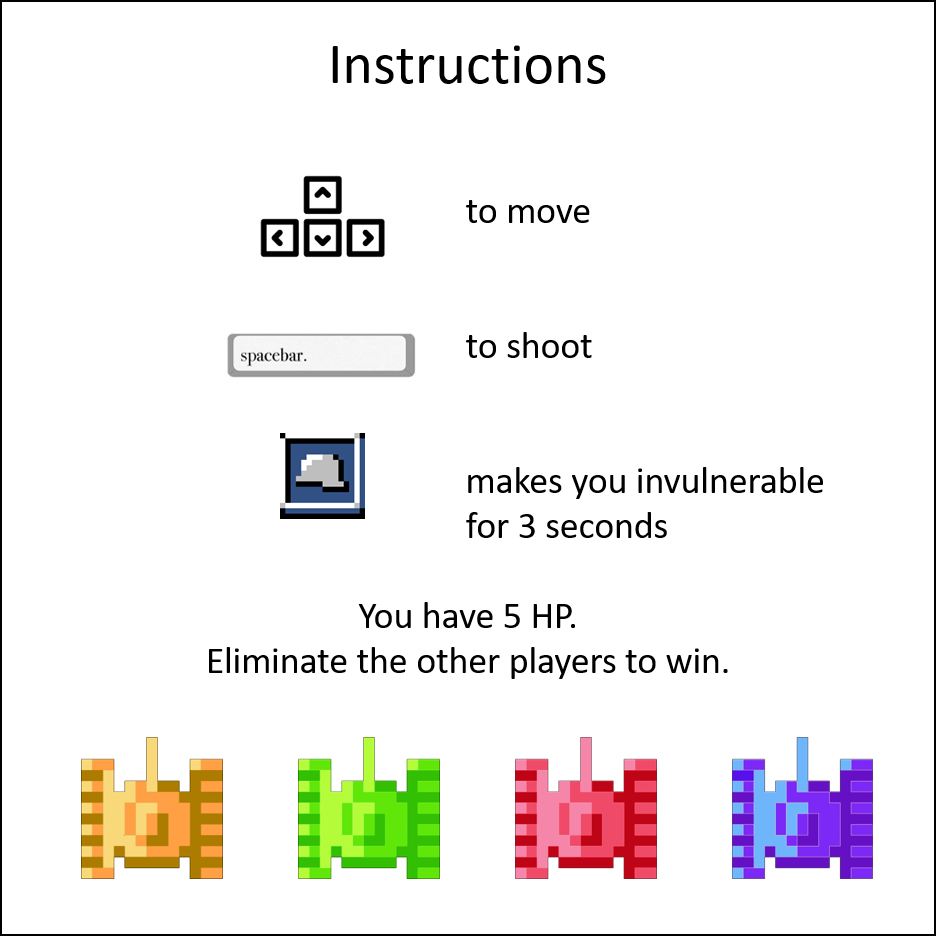 Instructions
to move
spacebar.
to shoot
makes you invulnerable
for 3 seconds
You have 5 HP.
Eliminate the other players to win.